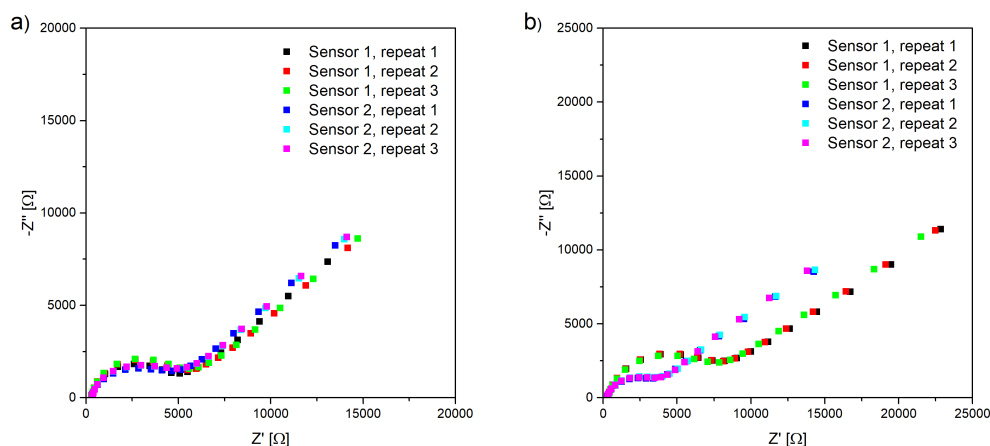 a)
20000
15000
10000
5000
0
-Z'' [Ω]
Sensor 1, repeat 1
Sensor 1, repeat 2
Sensor 1, repeat 3
Sensor 2, repeat 1
Sensor 2, repeat 2
Sensor 2, repeat 3
0 5000 10000 15000 20000
Z' [Ω]
b)
25000
20000
15000
10000
5000
0
-Z'' [Ω]
Sensor 1, repeat 1
Sensor 1, repeat 2
Sensor 1, repeat 3
Sensor 2, repeat 1
Sensor 2, repeat 2
Sensor 2, repeat 3
0 5000 10000 15000 20000 25000
Z' [Ω]